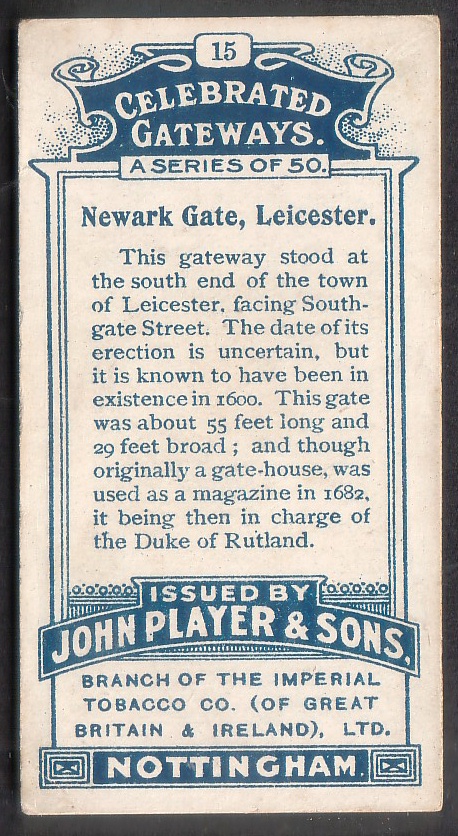 15
CELEBRATED
GATEWAYS.
A SERIES OF 50.
Newark Gate, Leicester.
This gateway stood at
the south end of the town
of Leicester, facing South-
gate Street. The date of its
erection is uncertain, but
it is known to have been in
existence in 1600. This gate
was about 55 feet long and
29 feet broad ; and though
originally a gate-house, was
used as a magazine in 1682,
it being then in charge of
the Duke of Rutland.
ISSUED BY
JOHN PLAYER & SONS,
BRANCH OF THE IMPERIAL
TOBACCO CO. (OF GREAT
BRITAIN & IRELAND), LTD.
NOTTINGHAM.